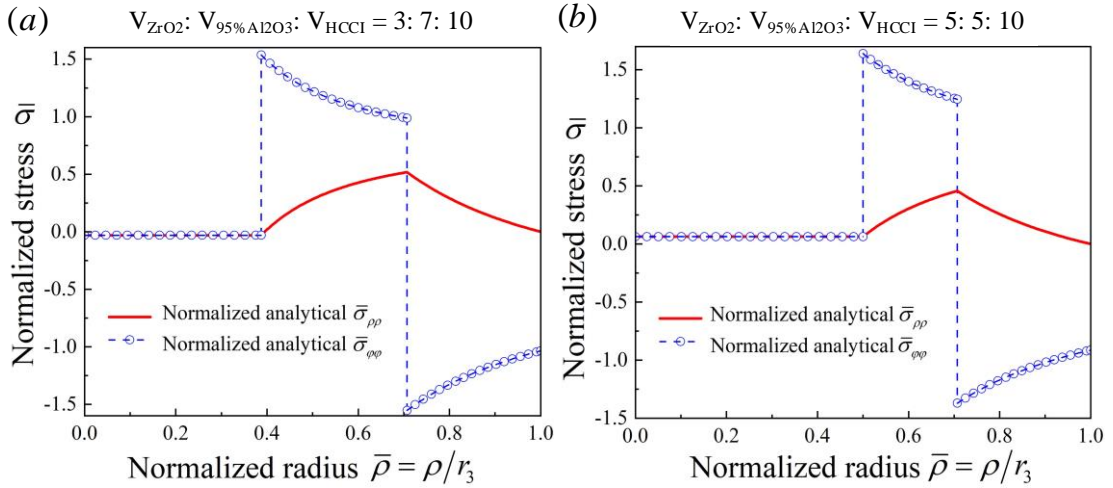 (a) V_ZrO2: V_95%Al2O3: V_HCCI = 3: 7: 10
1.5
1.0
0.5
0.0
-0.5
-1.0
-1.5
Normalized stress σ̄
Normalized analytical σ̄_ρρ
Normalized analytical σ̄_φφ
0.0 0.2 0.4 0.6 0.8 1.0
Normalized radius ρ̄ = ρ/r_3
(b) V_ZrO2: V_95%Al2O3: V_HCCI = 5: 5: 10
1.5
1.0
0.5
0.0
-0.5
-1.0
-1.5
Normalized stress σ̄
Normalized analytical σ̄_ρρ
Normalized analytical σ̄_φφ
0.0 0.2 0.4 0.6 0.8 1.0
Normalized radius ρ̄ = ρ/r_3